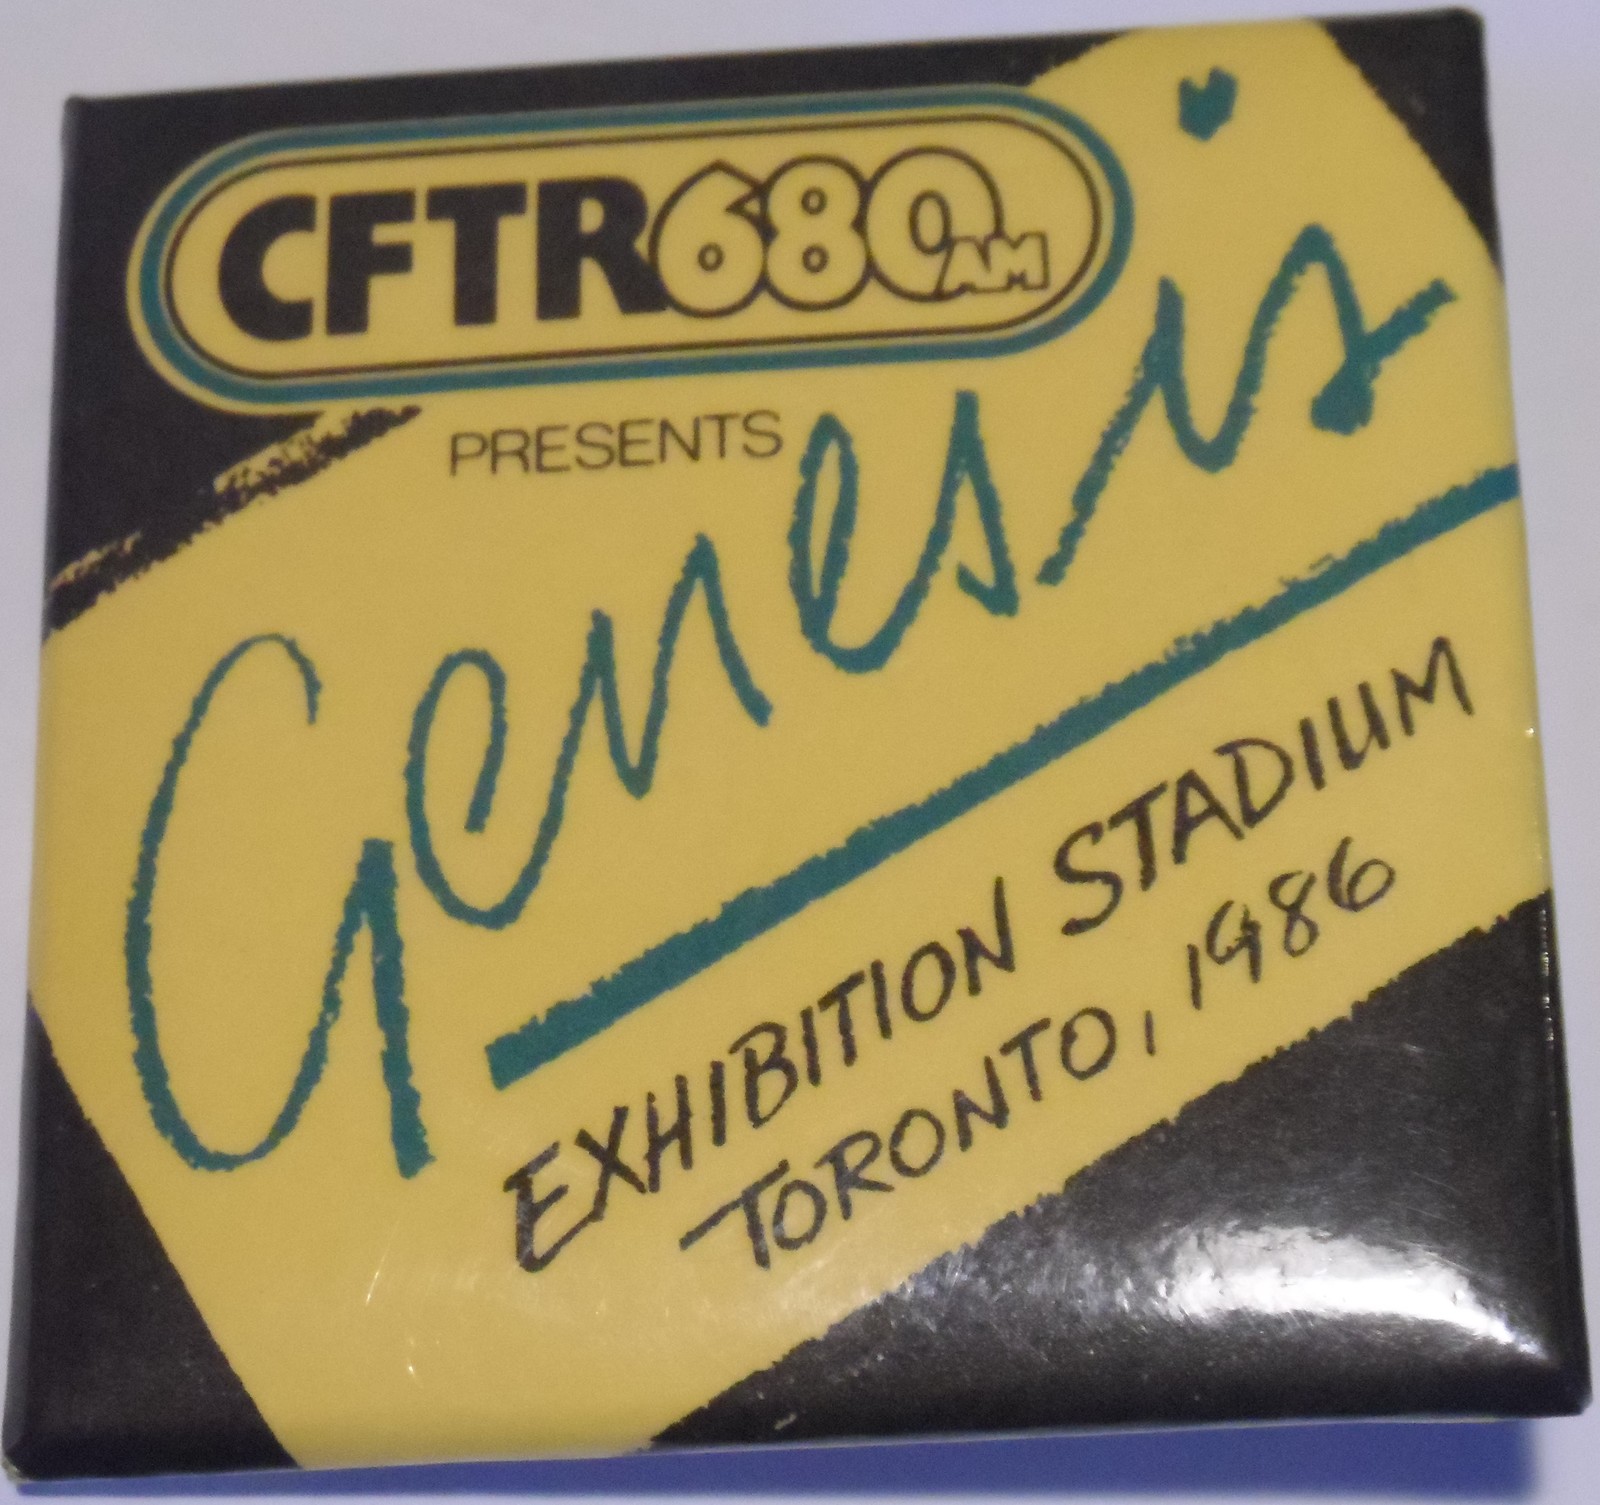 CFTR680AM
PRESENTS
Genesis
EXHIBITION STADIUM
TORONTO, 1986